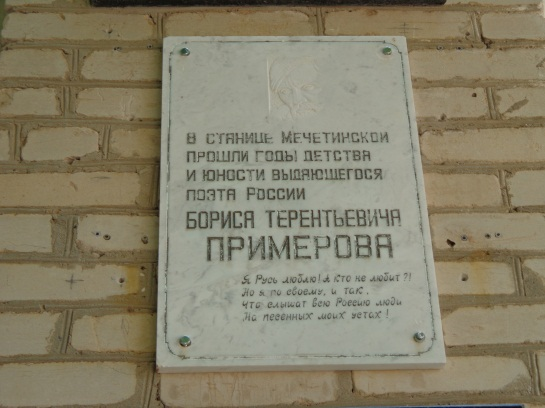 В СТАНИЦЕ МЕЧЕТИНСКОЙ
ПРОШЛИ ГОДЫ ДЕТСТВА
И ЮНОСТИ ВЫДАЮЩЕГОСЯ
ПОЭТА РОССИИ
БОРИСА ТЕРЕНТЬЕВИЧА
ПРИМЕРОВА
Я Русь люблю! А кто не любит?!
Но я по своему, и так.
Что слышат всю Россию люди
На песенных моих устах!